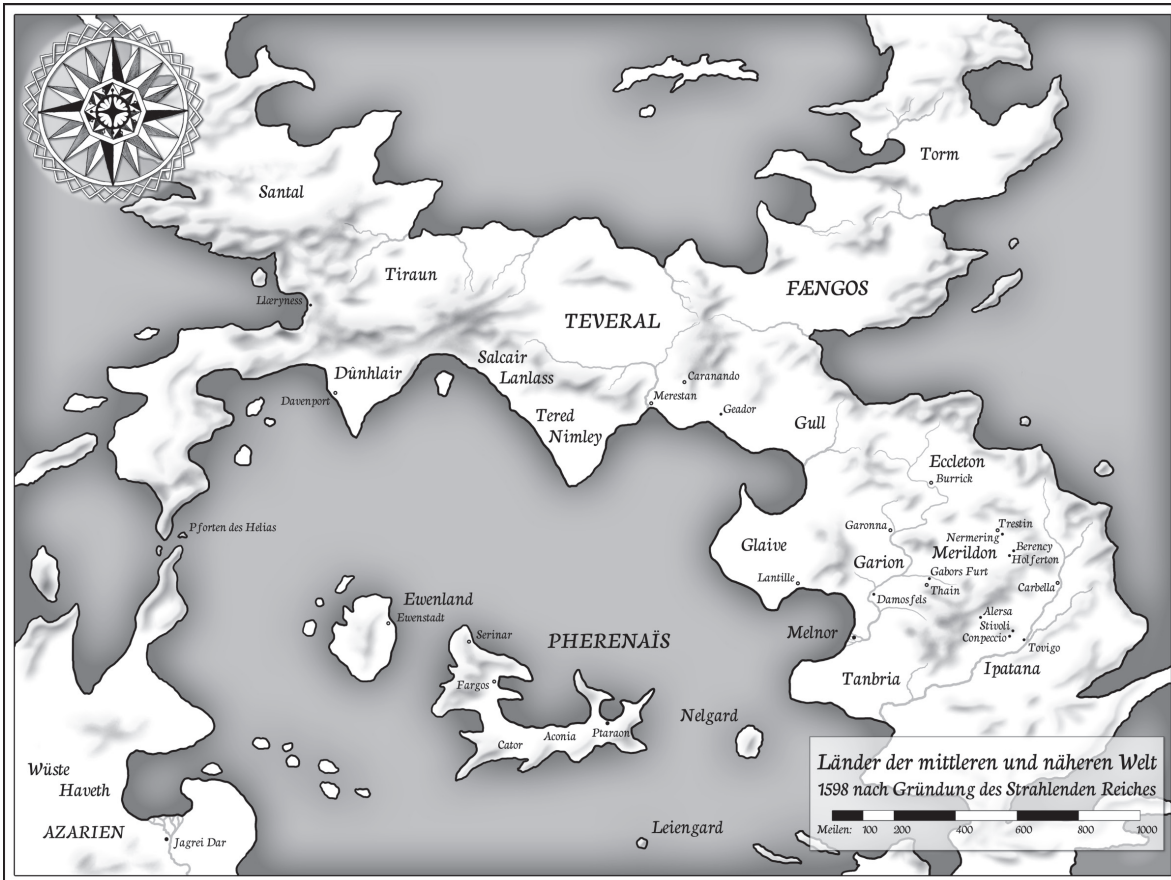 Torm
Santal
Tiraun
FÆNGOS
Llæryness
TEVERAL
Salcair
Lanlass
Dûnhlair
Davenport
Caranando
Merestan
Geador
Tered
Nimley
Gull
Eccleton
Burrick
Pforten des Helias
Garonna
Trestin
Nermering
Merildon
Berency
Holferton
Glaive
Garion
Lantille
Gabors Furt
Thain
Carbella
Damosfels
Ewenland
Ewenstadt
Alersa
Stivoli
Conpeccio
Tovigo
Melnor
Serinar
PHERENAÏS
Ipatana
Tanbria
Fargos
Nelgard
Ptaraon
Aconia
Cator
Wüste
Haveth
AZARIEN
Jagrei Dar
Leiengard
Länder der mittleren und näheren Welt
1598 nach Gründung des Strahlenden Reiches
Meilen: 100 200 400 600 800 1000